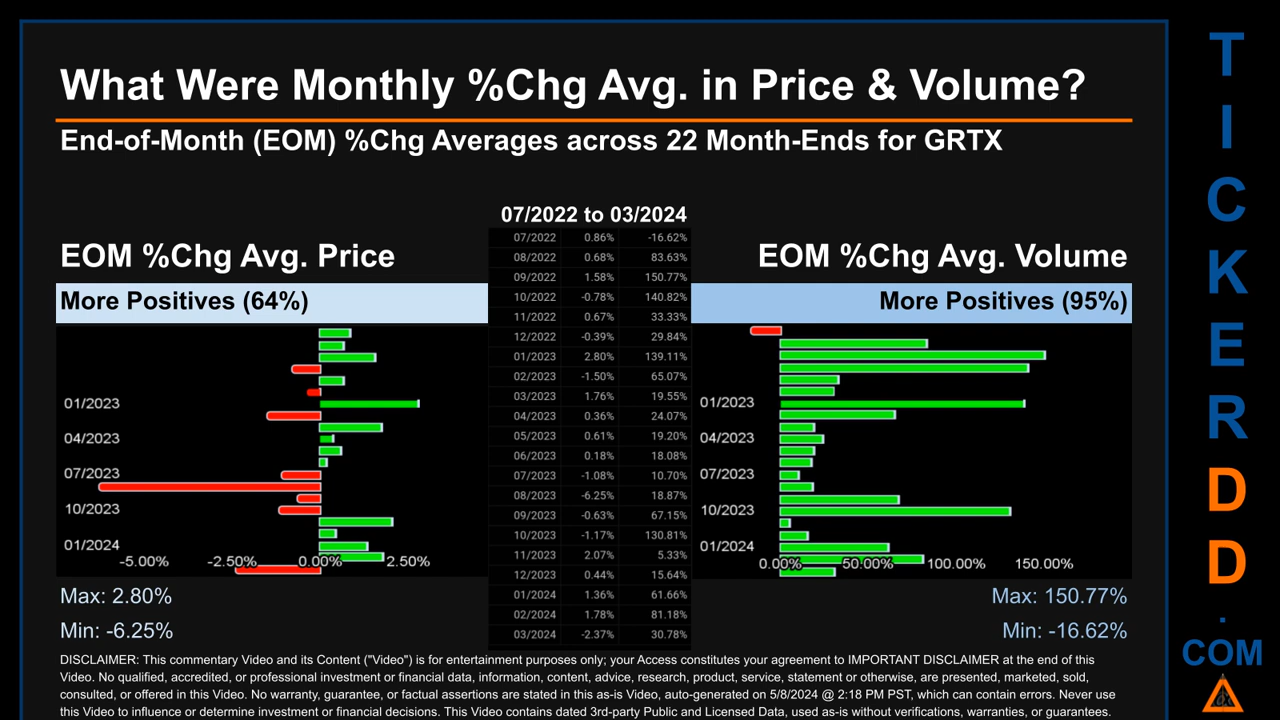 What Were Monthly %Chg Avg. in Price & Volume?
End-of-Month (EOM) %Chg Averages across 22 Month-Ends for GRTX
07/2022 to 03/2024
EOM %Chg Avg. Price
More Positives (64%)
01/2023
04/2023
07/2023
10/2023
01/2024
-5.00% -2.50% 0.00% 2.50%
Max: 2.80%
Min: -6.25%
07/2022 0.86% -16.62%
08/2022 0.68% 83.63%
09/2022 1.58% 150.77%
10/2022 -0.78% 140.82%
11/2022 0.67% 33.33%
12/2022 -0.39% 29.84%
01/2023 2.80% 139.11%
02/2023 -1.50% 65.07%
03/2023 1.76% 19.55%
04/2023 0.36% 24.07%
05/2023 0.61% 19.20%
06/2023 0.18% 18.08%
07/2023 -1.08% 10.70%
08/2023 -6.25% 18.87%
09/2023 -0.63% 67.15%
10/2023 -1.17% 130.81%
11/2023 2.07% 5.33%
12/2023 0.44% 15.64%
01/2024 1.36% 61.66%
02/2024 1.78% 81.18%
03/2024 -2.37% 30.78%
EOM %Chg Avg. Volume
More Positives (95%)
01/2023
04/2023
07/2023
10/2023
01/2024
0.00% 50.00% 100.00% 150.00%
Max: 150.77%
Min: -16.62%
DISCLAIMER: This commentary Video and its Content ("Video") is for entertainment purposes only; your Access constitutes your agreement to IMPORTANT DISCLAIMER at the end of this
Video. No qualified, accredited, or professional investment or financial data, information, content, advice, research, product, service, statement or otherwise, are presented, marketed, sold,
consulted, or offered in this Video. No warranty, guarantee, or factual assertions are stated in this as-is Video, auto-generated on 5/8/2024 @ 2:18 PM PST, which can contain errors. Never use
this Video to influence or determine investment or financial decisions. This Video contains dated 3rd-party Public and Licensed Data, used as-is without verifications, warranties, or guarantees.
T
I
C
K
E
R
D
D
.
COM